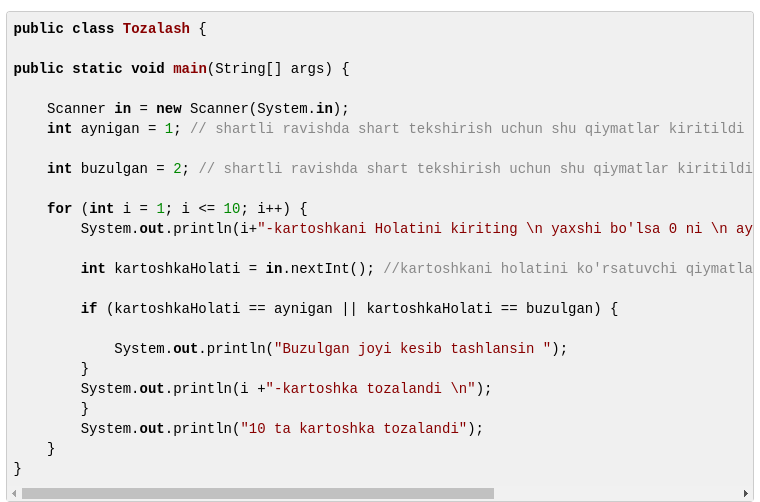 public class Tozalash {
public static void main(String[] args) {
Scanner in = new Scanner(System.in);
int aynigan = 1; // shartli ravishda shart tekshirish uchun shu qiymatlar kiritildi
int buzulgan = 2; // shartli ravishda shart tekshirish uchun shu qiymatlar kiritildi
for (int i = 1; i <= 10; i++) {
System.out.println(i+"-kartoshkani Holatini kiriting \n yaxshi bo'lsa 0 ni \n ay
int kartoshkaHolati = in.nextInt(); //kartoshkani holatini ko'rsatuvchi qiymatla
if (kartoshkaHolati == aynigan || kartoshkaHolati == buzulgan) {
System.out.println("Buzulgan joyi kesib tashlansin ");
}
System.out.println(i +"-kartoshka tozalandi \n");
}
System.out.println("10 ta kartoshka tozalandi");
}
}